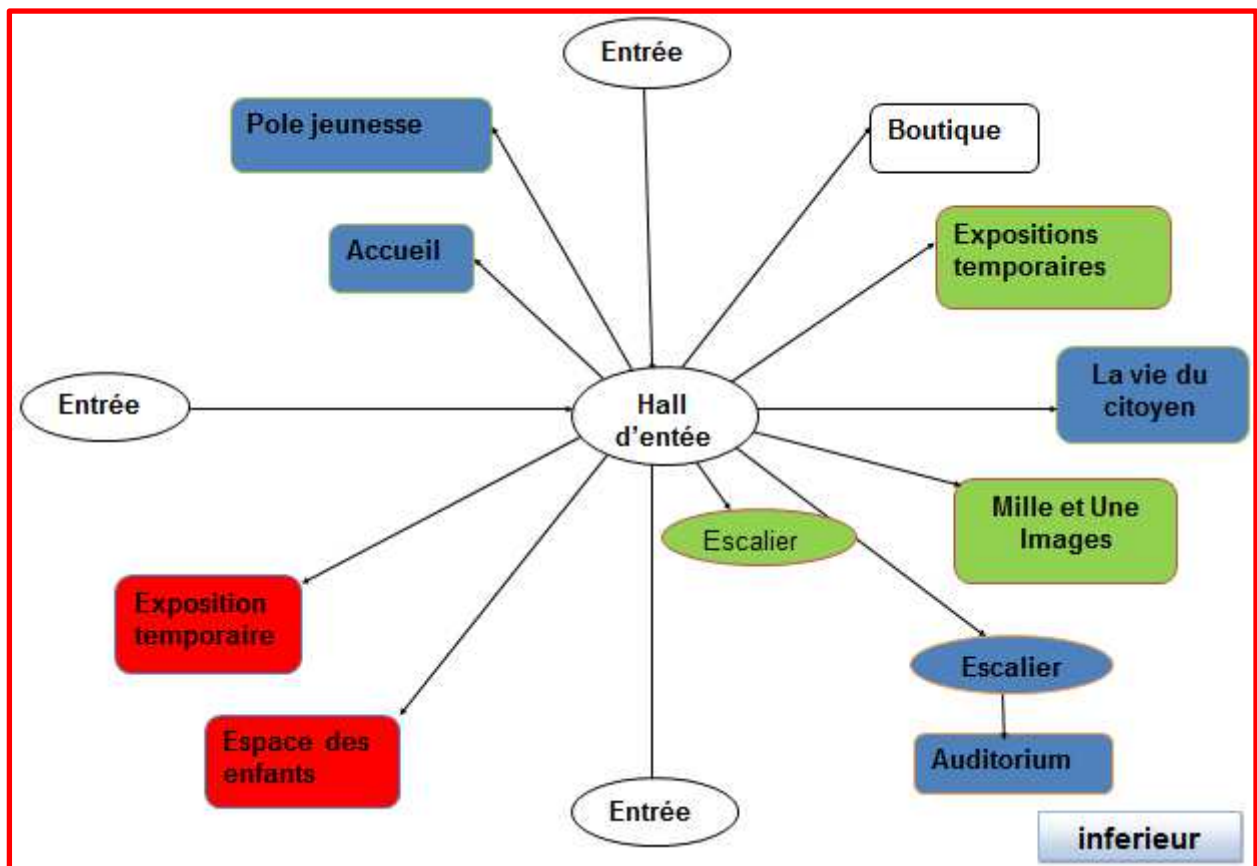 Entrée
Pole jeunesse
Boutique
Accueil
Expositions
temporaires
Entrée
Hall
d'entée
La vie du
citoyen
Mille et Une
Images
Escalier
Exposition
temporaire
Escalier
Espace des
enfants
Auditorium
Entrée
inferieur